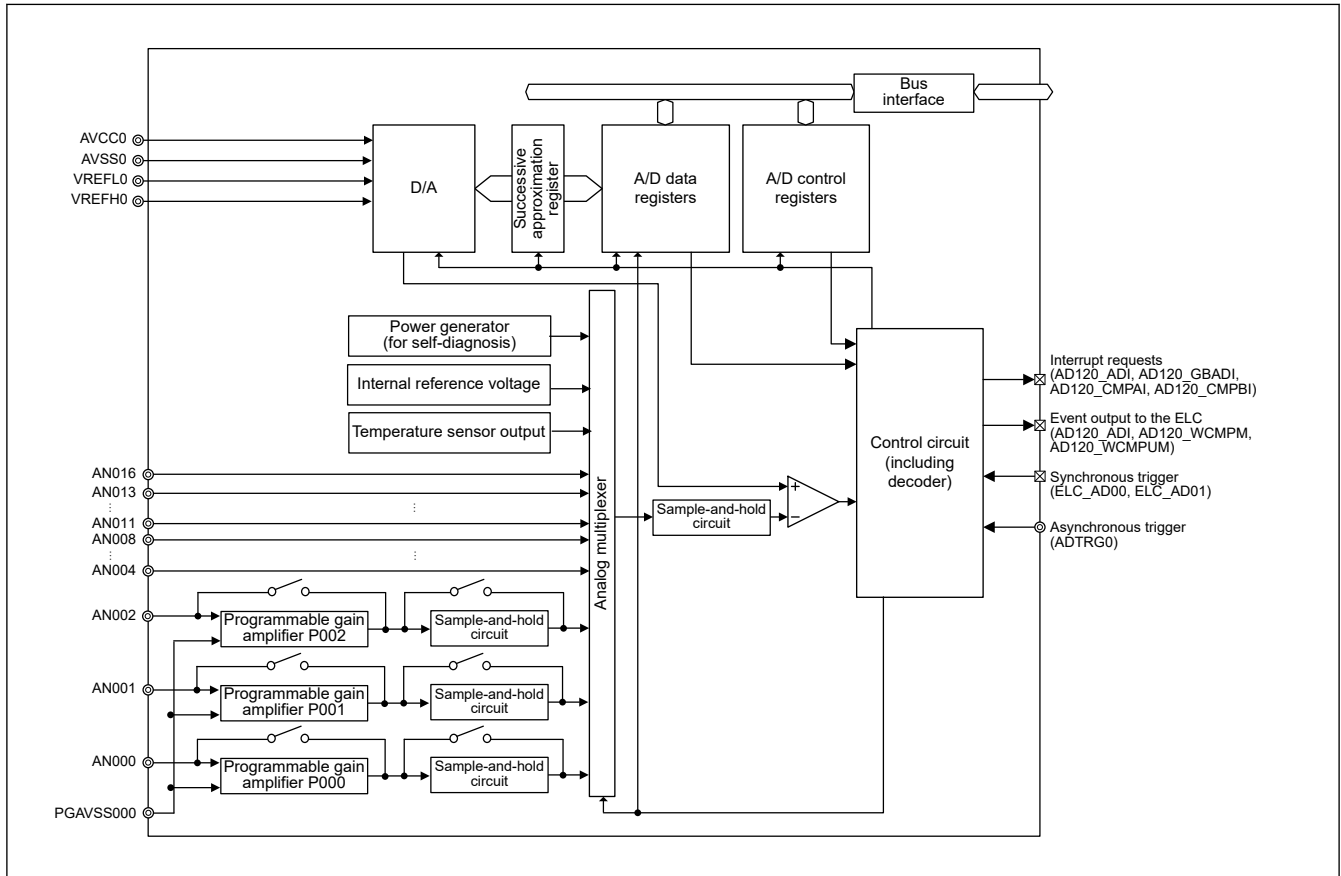 Bus
interface
AVCC0
AVSS0
VREFL0
VREFH0
D/A
Successive
approximation
register
A/D data
registers
A/D control
registers
Power generator
(for self-diagnosis)
Internal reference voltage
Temperature sensor output
Analog multiplexer
Sample-and-hold
circuit
+
−
Control circuit
(including
decoder)
Interrupt requests
(AD120_ADI, AD120_GBADI,
AD120_CMPAI, AD120_CMPBI)
Event output to the ELC
(AD120_ADI, AD120_WCMPM,
AD120_WCMPUM)
Synchronous trigger
(ELC_AD00, ELC_AD01)
Asynchronous trigger
(ADTRG0)
AN016
AN013
AN011
AN008
AN004
AN002
Programmable gain
amplifier P002
Sample-and-hold
circuit
AN001
Programmable gain
amplifier P001
Sample-and-hold
circuit
AN000
Programmable gain
amplifier P000
Sample-and-hold
circuit
PGAVSS000